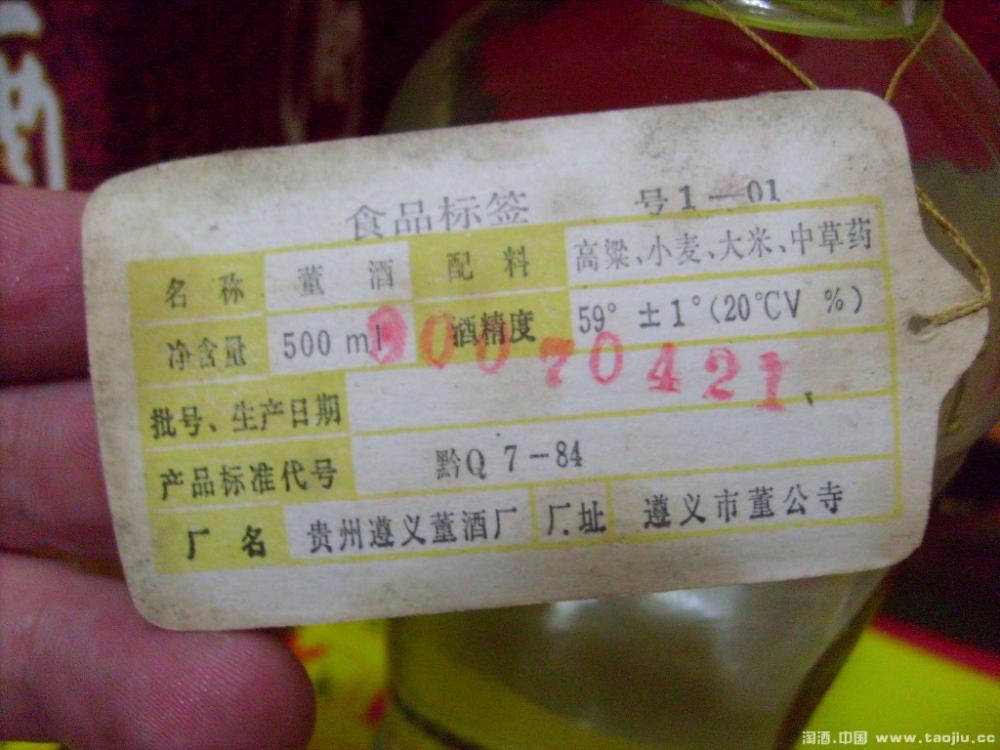 食品标签 号1—01
名称 董酒 配料 高粱、小麦、大米、中草药
净含量 500 ml 酒精度 59° ±1°(20℃V %)
90070421
批号、生产日期
产品标准代号 黔Q 7-84
厂名 贵州遵义董酒厂 厂址 遵义市董公寺
淘酒.中国 www.taojiu.cc